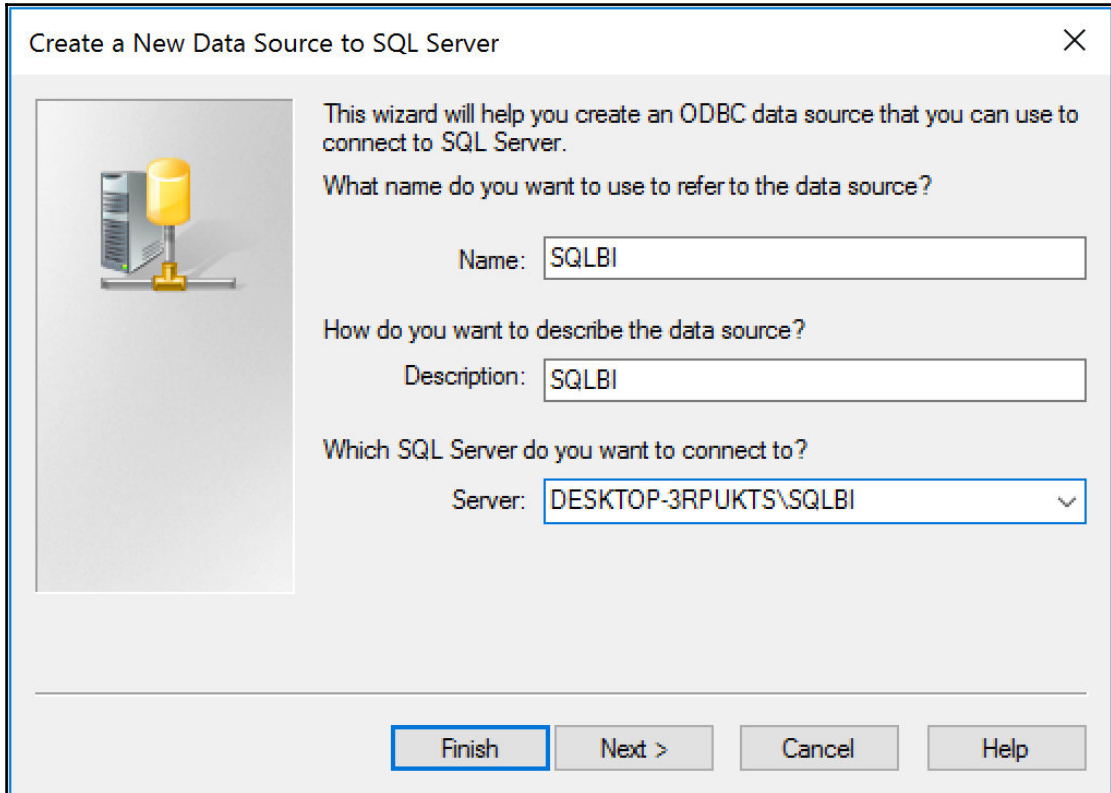 Create a New Data Source to SQL Server
This wizard will help you create an ODBC data source that you can use to
connect to SQL Server.
What name do you want to use to refer to the data source?
Name: SQLBI
How do you want to describe the data source?
Description: SQLBI
Which SQL Server do you want to connect to?
Server: DESKTOP-3RPUKTS\SQLBI
Finish Next > Cancel Help